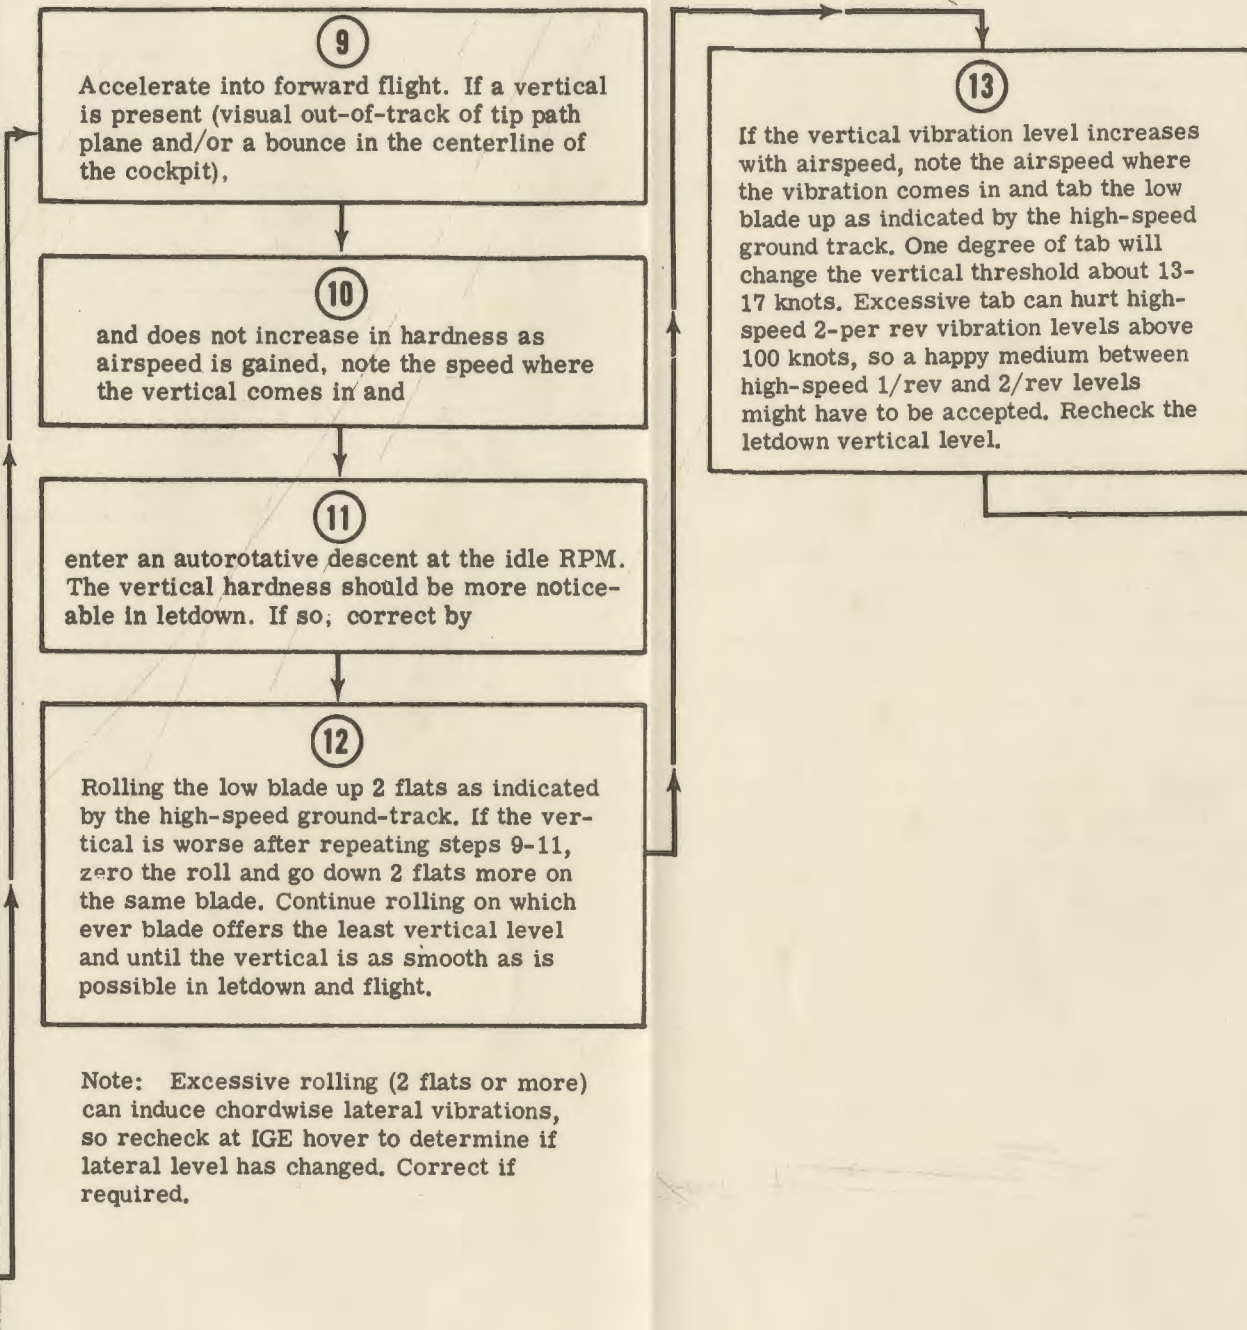 9
Accelerate into forward flight. If a vertical
is present (visual out-of-track of tip path
plane and/or a bounce in the centerline of
the cockpit),
10
and does not increase in hardness as
airspeed is gained, note the speed where
the vertical comes in and
11
enter an autorotative descent at the idle RPM.
The vertical hardness should be more notice-
able in letdown. If so, correct by
12
Rolling the low blade up 2 flats as indicated
by the high-speed ground-track. If the ver-
tical is worse after repeating steps 9-11,
zero the roll and go down 2 flats more on
the same blade. Continue rolling on which
ever blade offers the least vertical level
and until the vertical is as smooth as is
possible in letdown and flight.
Note: Excessive rolling (2 flats or more)
can induce chordwise lateral vibrations,
so recheck at IGE hover to determine if
lateral level has changed. Correct if
required.
13
If the vertical vibration level increases
with airspeed, note the airspeed where
the vibration comes in and tab the low
blade up as indicated by the high-speed
ground track. One degree of tab will
change the vertical threshold about 13-
17 knots. Excessive tab can hurt high-
speed 2-per rev vibration levels above
100 knots, so a happy medium between
high-speed 1/rev and 2/rev levels
might have to be accepted. Recheck the
letdown vertical level.